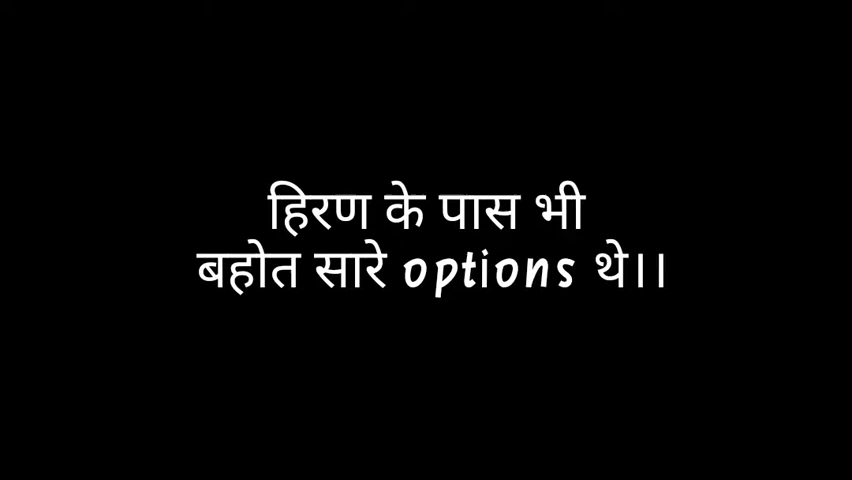 हिरण के पास भी
बहोत सारे options थे।।